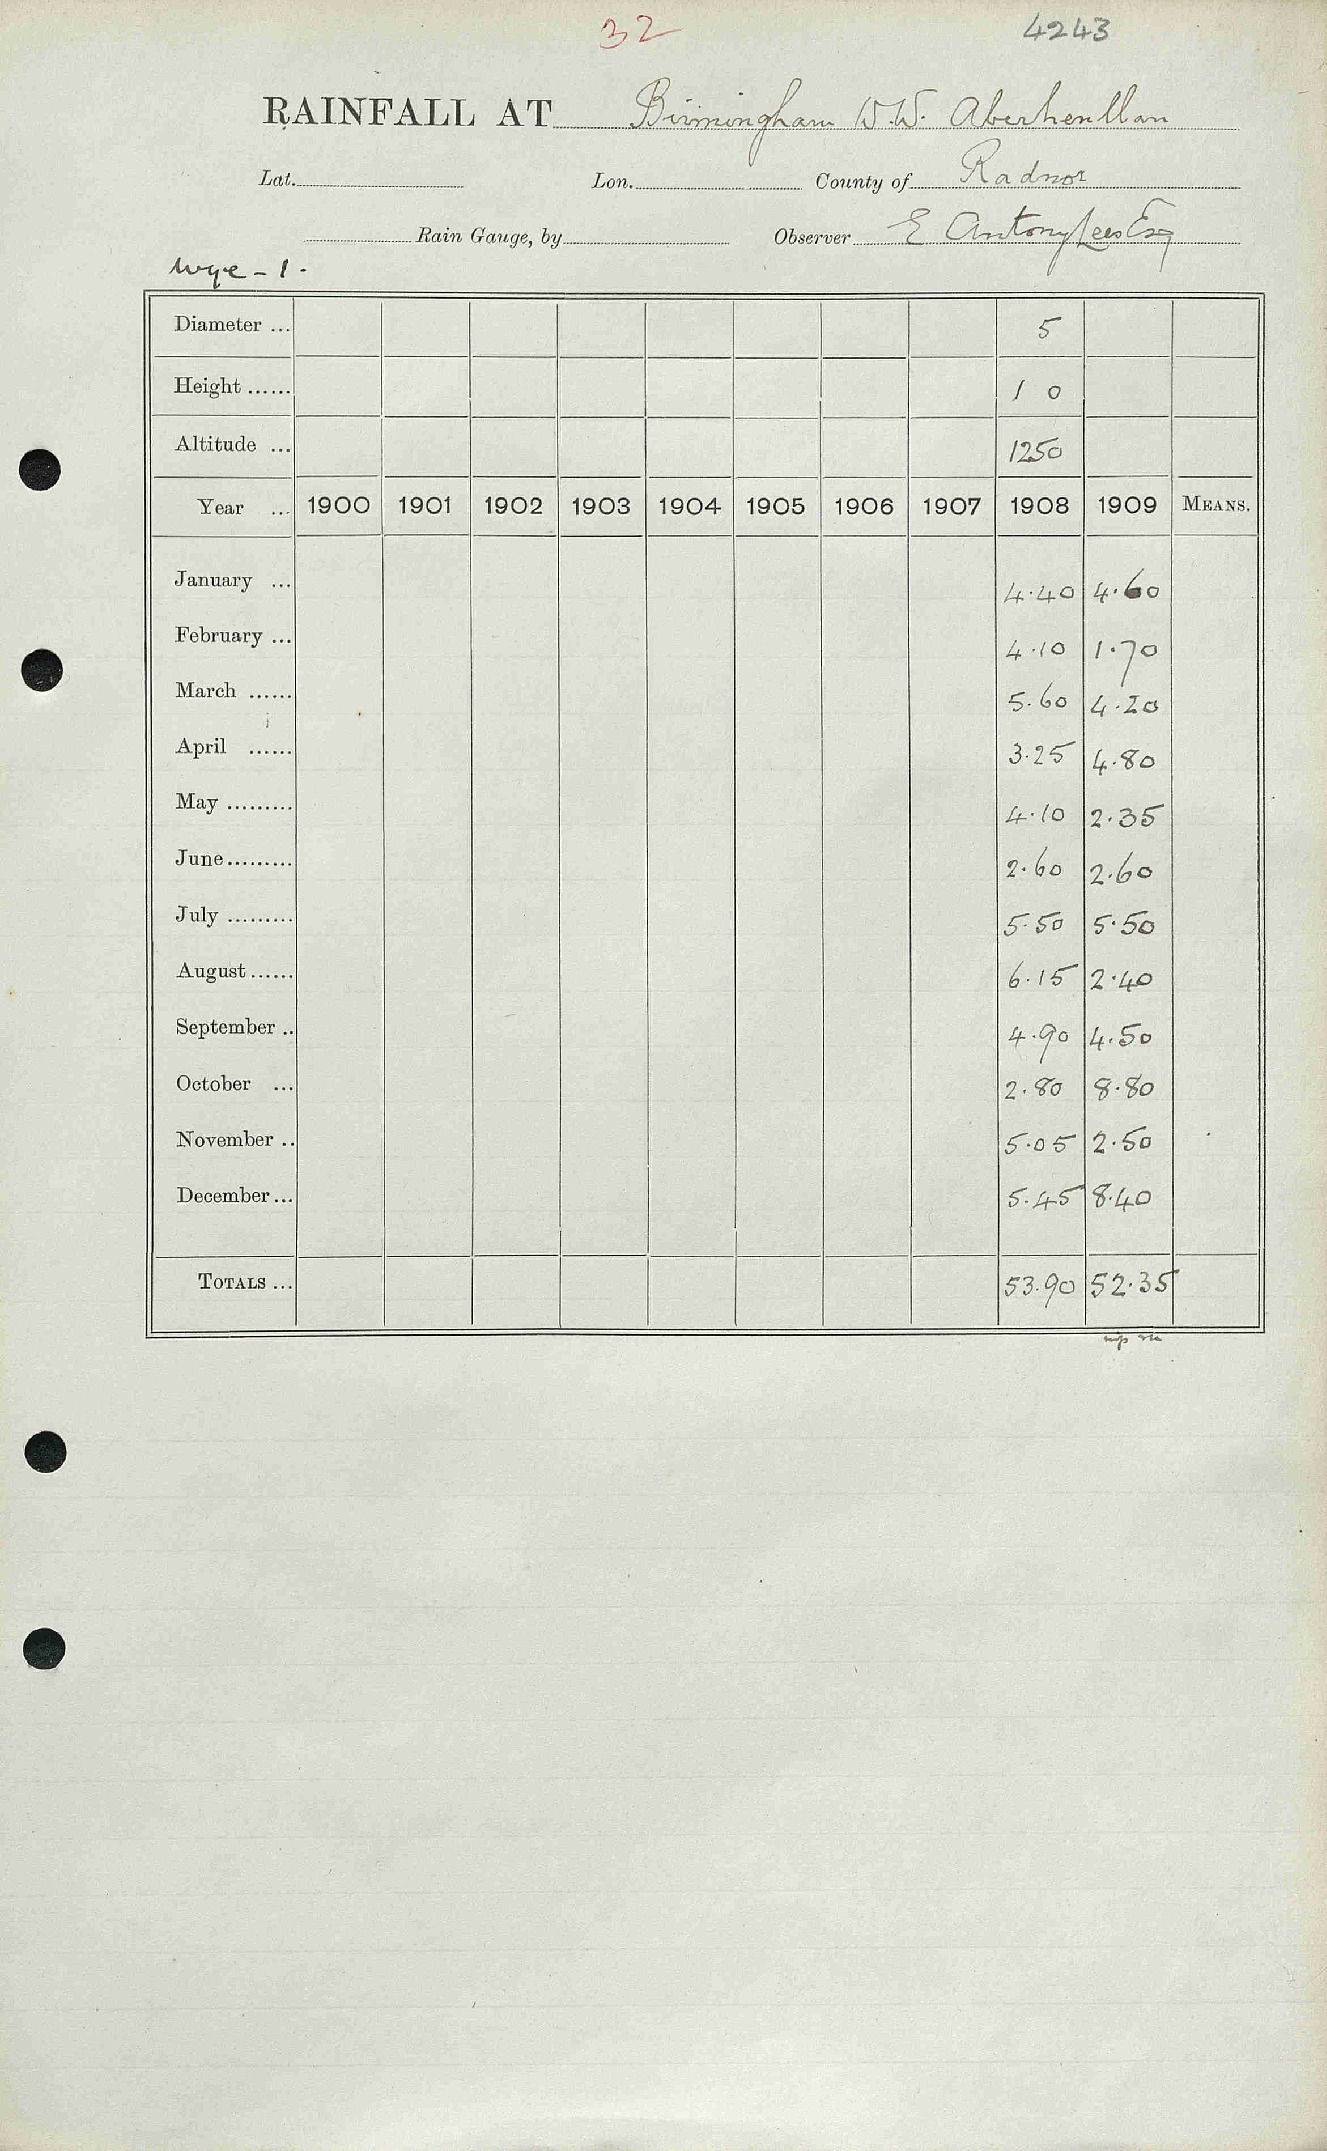 32 4243
RAINFALL AT Birmingham W.W. Aberhenllan
Lat. Lon. County of Radnor
Rain Gauge, by Observer E Antony Lees Esq
Wye - 1.
Diameter ... 5
Height ...... 1 0
Altitude ... 1250
Year ... 1900 1901 1902 1903 1904 1905 1906 1907 1908 1909 MEANS.
January ... 4.40 4.60
February ... 4.10 1.70
March ...... 5.60 4.20
April ...... 3.25 4.80
May ......... 4.10 2.35
June ......... 2.60 2.60
July ......... 5.50 5.50
August ...... 6.15 2.40
September .. 4.90 4.50
October ... 2.80 8.80
November .. 5.05 2.50
December ... 5.45 8.40
TOTALS ... 53.90 52.35